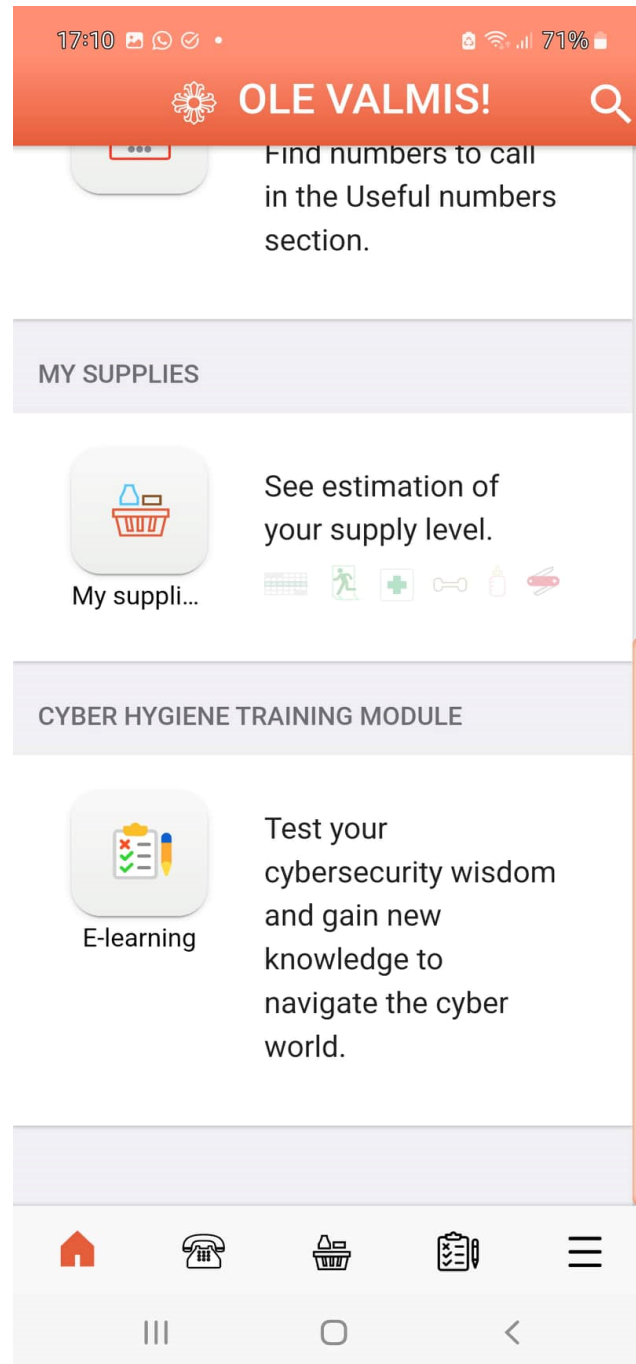 17:10
71%
OLE VALMIS!
Find numbers to call
in the Useful numbers
section.
MY SUPPLIES
See estimation of
your supply level.
My suppli...
CYBER HYGIENE TRAINING MODULE
Test your
cybersecurity wisdom
and gain new
knowledge to
navigate the cyber
world.
E-learning